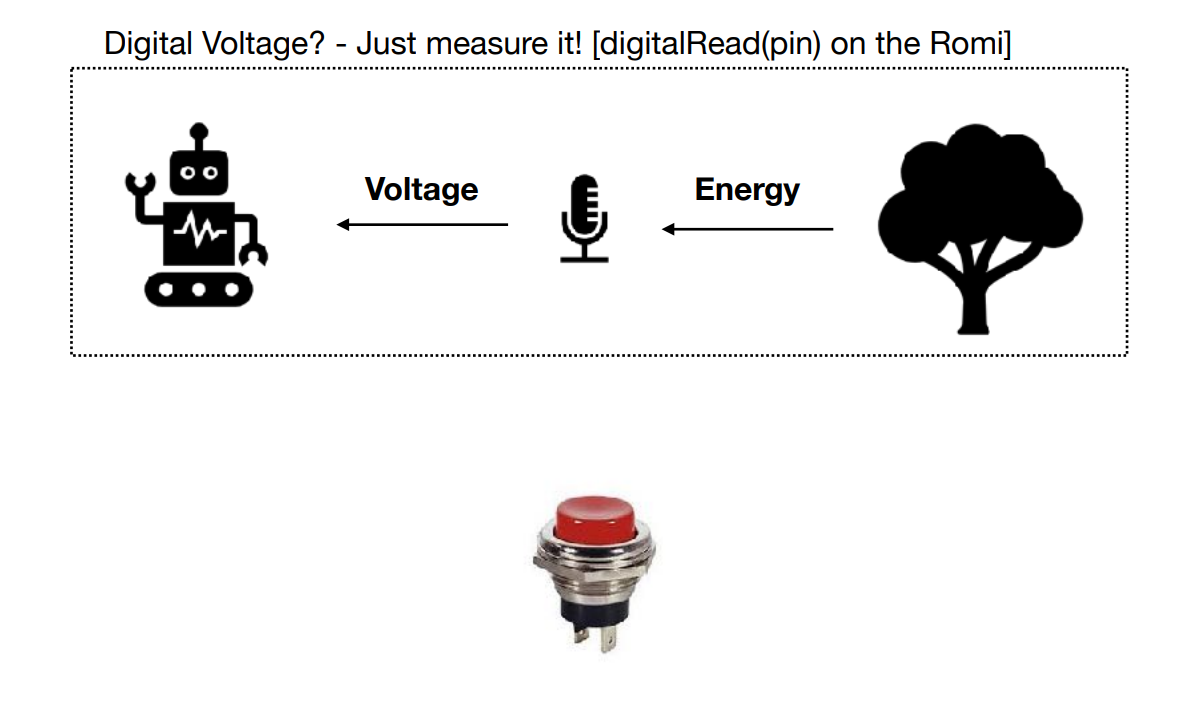 Digital Voltage? - Just measure it! [digitalRead(pin) on the Romi]
Voltage
Energy